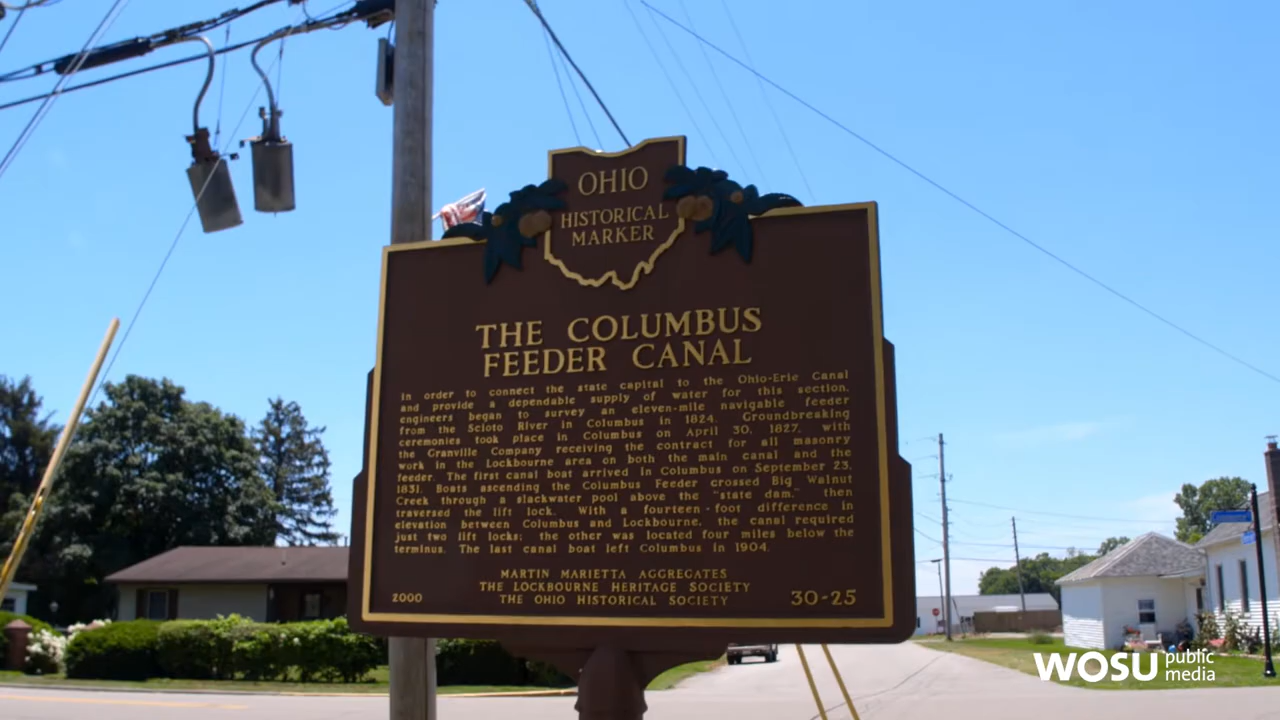 OHIO
HISTORICAL
MARKER
THE COLUMBUS
FEEDER CANAL
In order to connect the state capital to the Ohio-Erie Canal
and provide a dependable supply of water for this section,
engineers began to survey an eleven-mile navigable feeder
from the Scioto River in Columbus in 1824. Groundbreaking
ceremonies took place in Columbus on April 30, 1827, with
the Granville Company receiving the contract for all masonry
work in the Lockbourne area on both the main canal and the
feeder. The first canal boat arrived in Columbus on September 23,
1831. Boats ascending the Columbus Feeder crossed Big Walnut
Creek through a slackwater pool above the "state dam," then
traversed the lift lock. With a fourteen-foot difference in
elevation between Columbus and Lockbourne, the canal required
just two lift locks; the other was located four miles below the
terminus. The last canal boat left Columbus in 1904.
MARTIN MARIETTA AGGREGATES
THE LOCKBOURNE HERITAGE SOCIETY
THE OHIO HISTORICAL SOCIETY
2000
30-25
WOSU public media